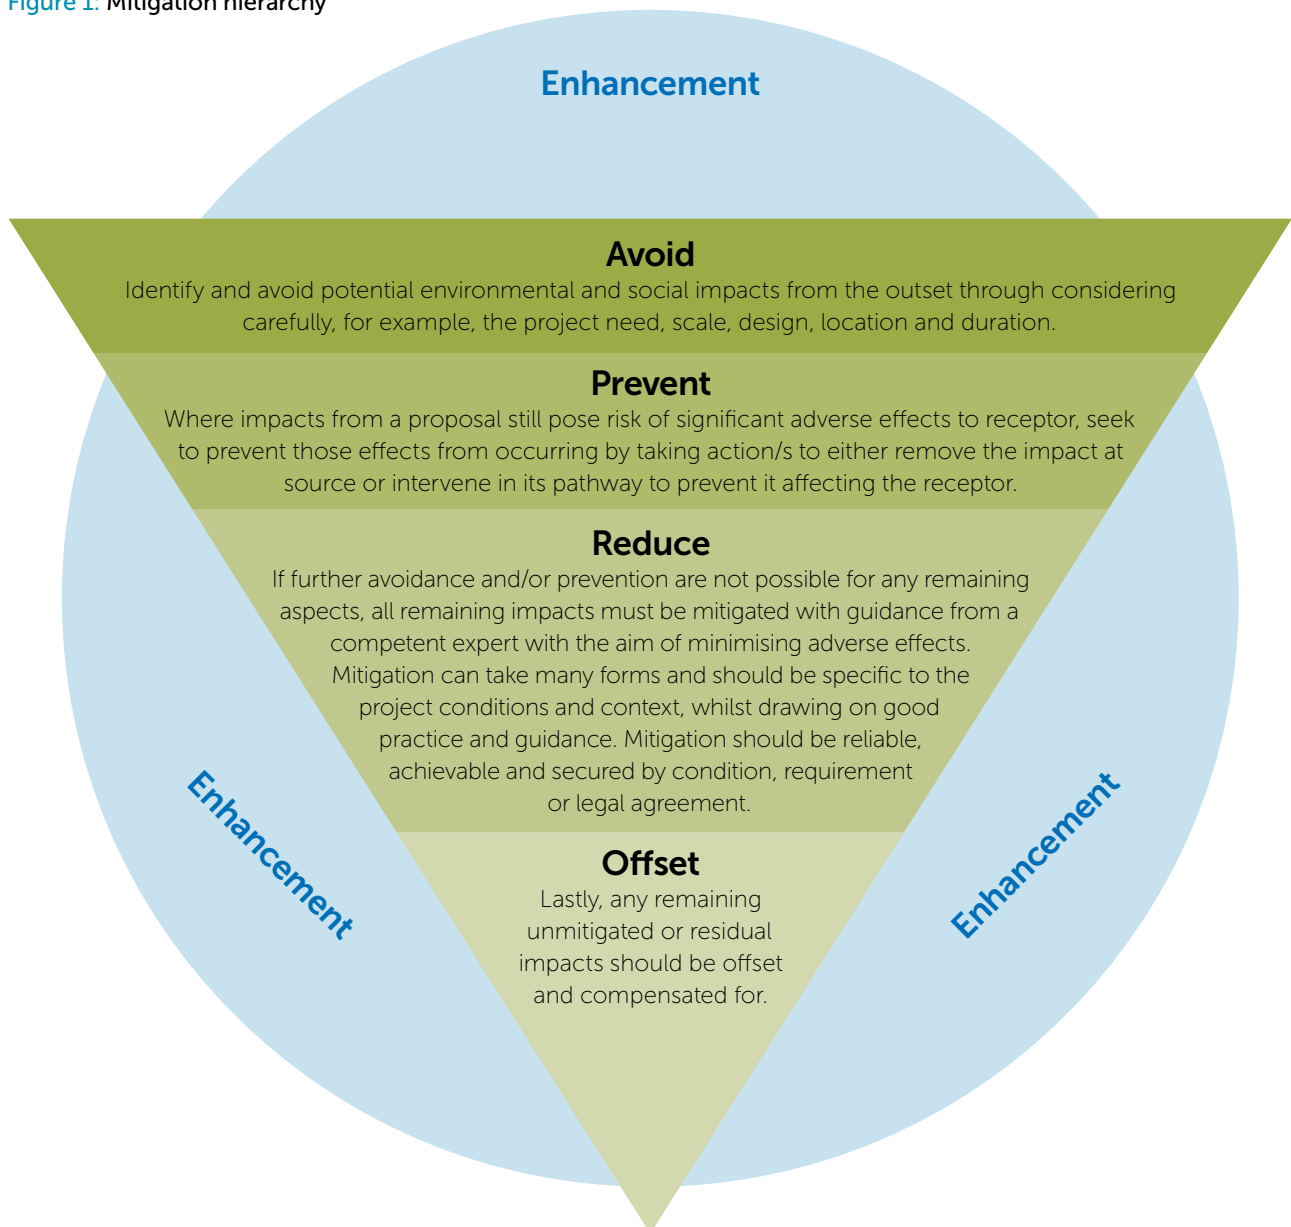 Figure 1: Mitigation hierarchy
Enhancement
Avoid
Identify and avoid potential environmental and social impacts from the outset through considering
carefully, for example, the project need, scale, design, location and duration.
Prevent
Where impacts from a proposal still pose risk of significant adverse effects to receptor, seek
to prevent those effects from occurring by taking action/s to either remove the impact at
source or intervene in its pathway to prevent it affecting the receptor.
Reduce
If further avoidance and/or prevention are not possible for any remaining
aspects, all remaining impacts must be mitigated with guidance from a
competent expert with the aim of minimising adverse effects.
Mitigation can take many forms and should be specific to the
project conditions and context, whilst drawing on good
practice and guidance. Mitigation should be reliable,
achievable and secured by condition, requirement
or legal agreement.
Enhancement
Enhancement
Offset
Lastly, any remaining
unmitigated or residual
impacts should be offset
and compensated for.